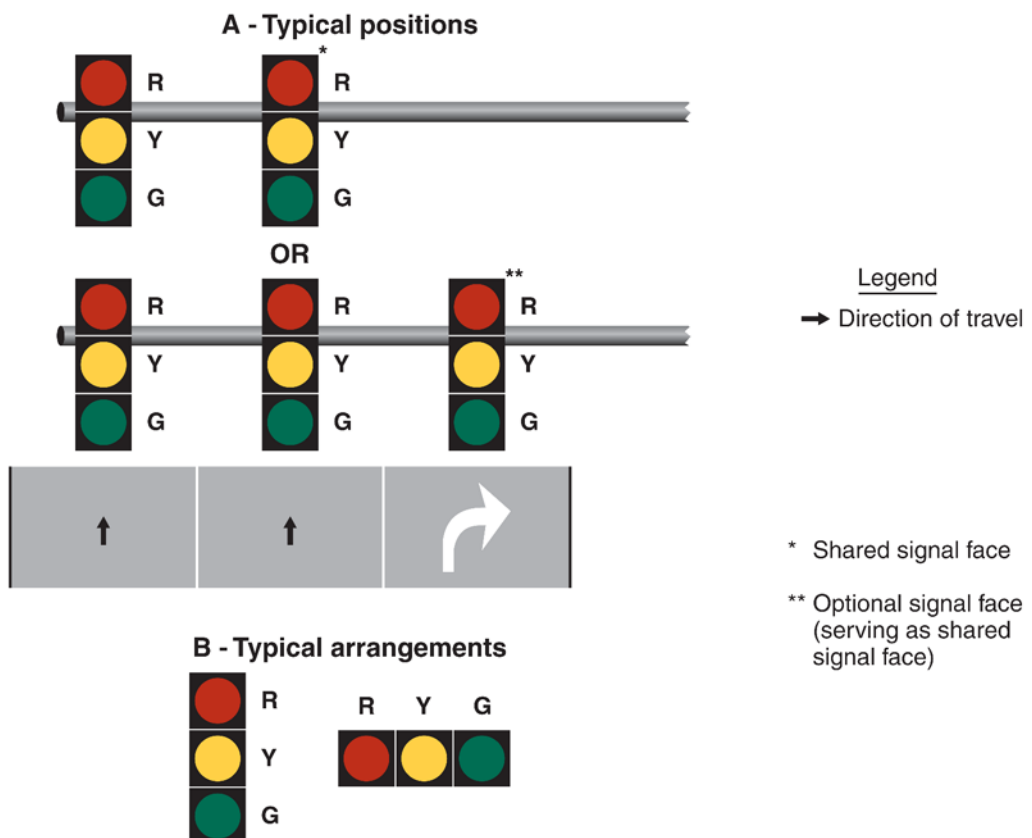 A - Typical positions
*
R R
Y Y
G G
OR
**
R R R
Y Y Y
G G G
Legend
Direction of travel
* Shared signal face
** Optional signal face
(serving as shared
signal face)
B - Typical arrangements
R
Y
G
R Y G